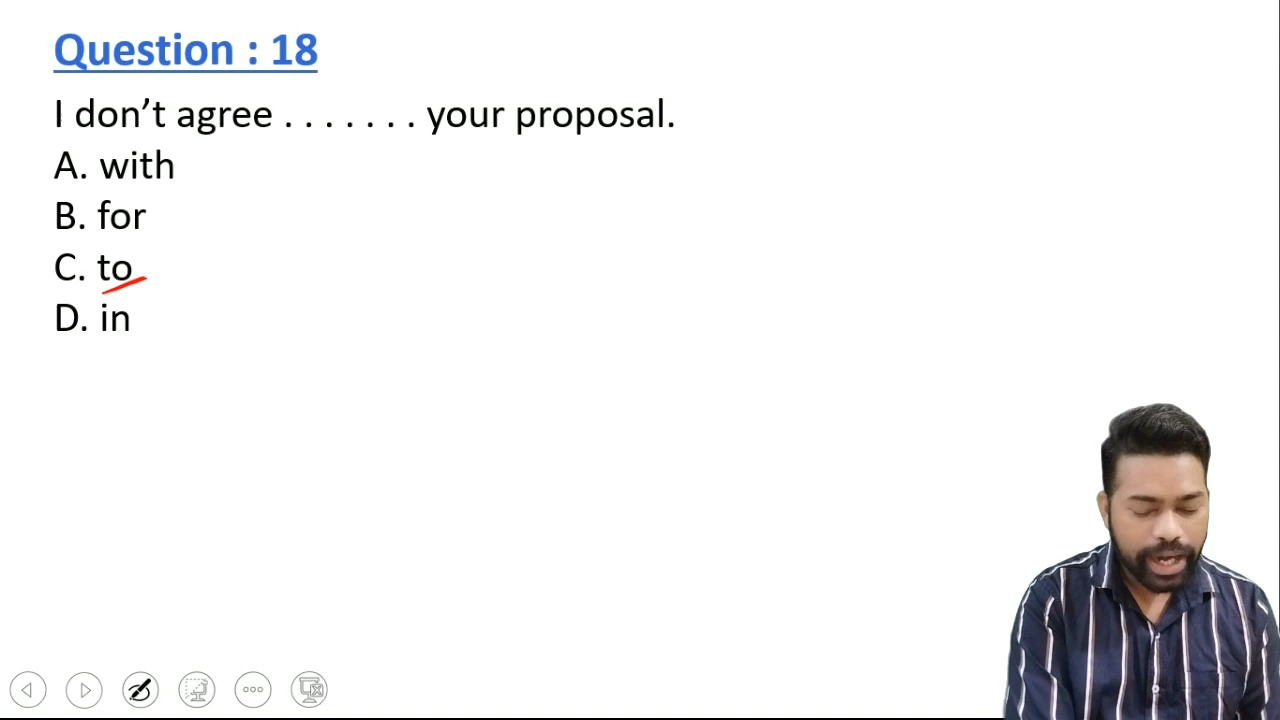 Question : 18
I don’t agree . . . . . . . your proposal.
A. with
B. for
C. to
D. in